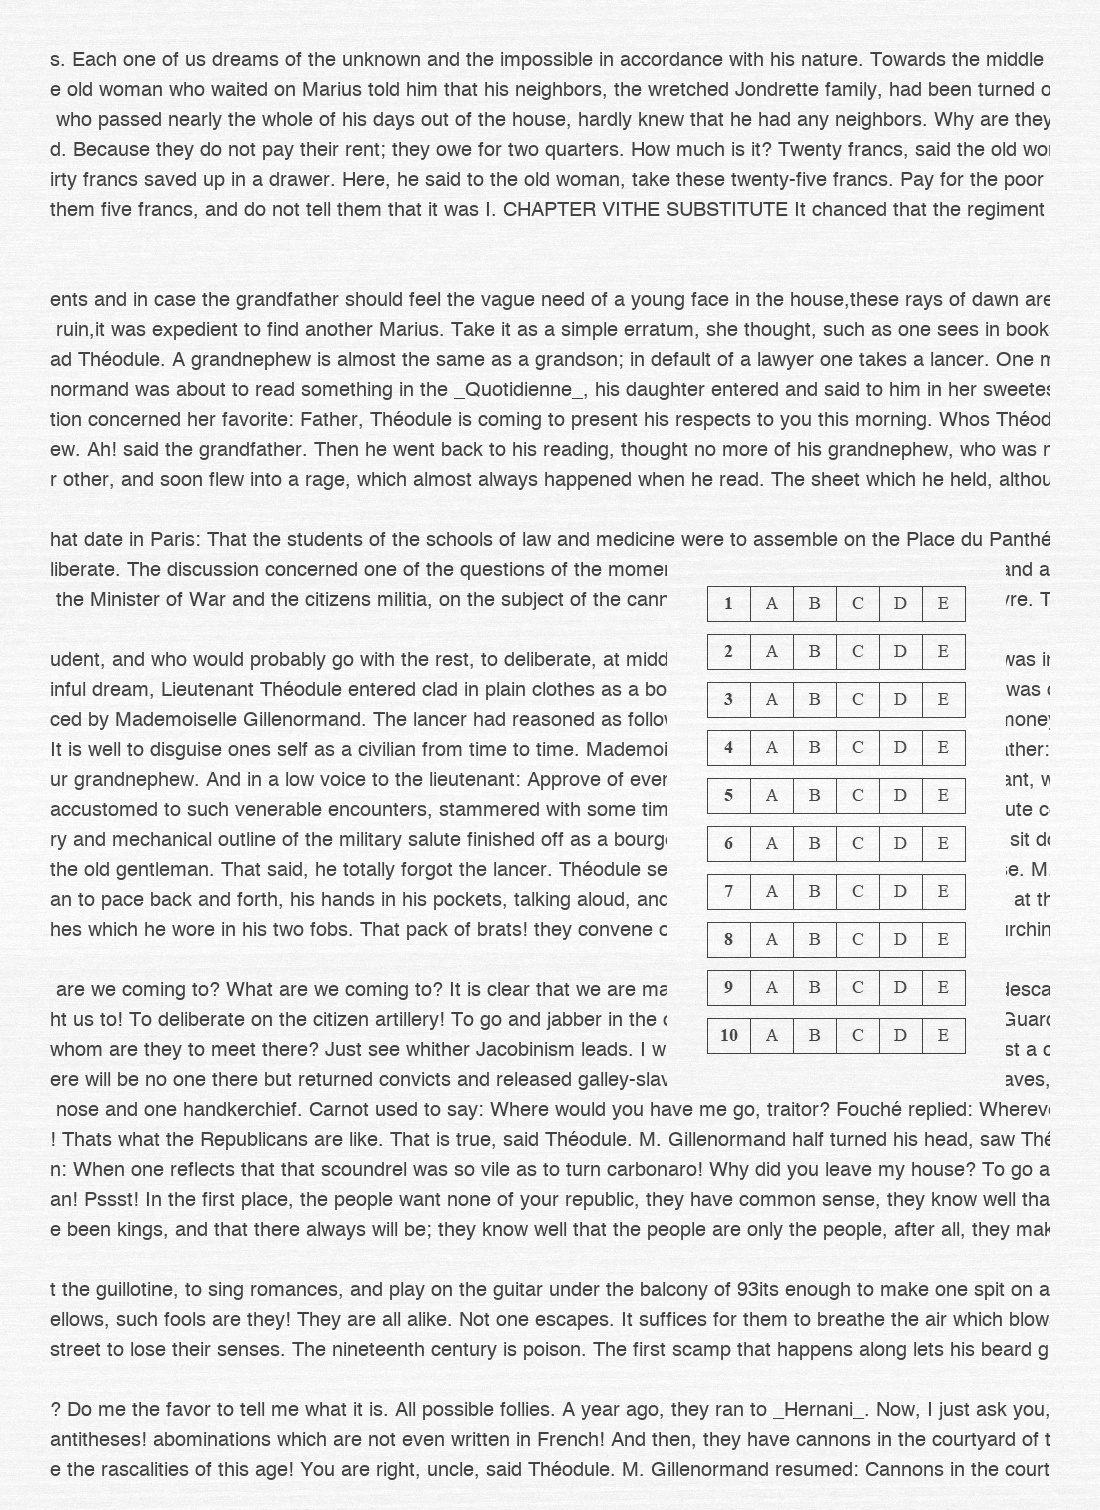 s. Each one of us dreams of the unknown and the impossible in accordance with his nature. Towards the middle
e old woman who waited on Marius told him that his neighbors, the wretched Jondrette family, had been turned o
who passed nearly the whole of his days out of the house, hardly knew that he had any neighbors. Why are they
d. Because they do not pay their rent; they owe for two quarters. How much is it? Twenty francs, said the old wo
irty francs saved up in a drawer. Here, he said to the old woman, take these twenty-five francs. Pay for the poor
them five francs, and do not tell them that it was I. CHAPTER VITHE SUBSTITUTE It chanced that the regiment
ents and in case the grandfather should feel the vague need of a young face in the house,these rays of dawn are
ruin,it was expedient to find another Marius. Take it as a simple erratum, she thought, such as one sees in book
ad Théodule. A grandnephew is almost the same as a grandson; in default of a lawyer one takes a lancer. One m
normand was about to read something in the _Quotidienne_, his daughter entered and said to him in her sweetes
tion concerned her favorite: Father, Théodule is coming to present his respects to you this morning. Whos Théod
ew. Ah! said the grandfather. Then he went back to his reading, thought no more of his grandnephew, who was
r other, and soon flew into a rage, which almost always happened when he read. The sheet which he held, althou
hat date in Paris: That the students of the schools of law and medicine were to assemble on the Place du Panthé
liberate. The discussion concerned one of the questions of the momen and a
the Minister of War and the citizens militia, on the subject of the cann vre. T
udent, and who would probably go with the rest, to deliberate, at midd was in
inful dream, Lieutenant Théodule entered clad in plain clothes as a bo was
ced by Mademoiselle Gillenormand. The lancer had reasoned as follow money
It is well to disguise ones self as a civilian from time to time. Mademoi ather:
ur grandnephew. And in a low voice to the lieutenant: Approve of ever ant, w
accustomed to such venerable encounters, stammered with some tim ute c
ry and mechanical outline of the military salute finished off as a bourge sit do
the old gentleman. That said, he totally forgot the lancer. Théodule se se. M.
an to pace back and forth, his hands in his pockets, talking aloud, and at th
hes which he wore in his two fobs. That pack of brats! they convene urchin
are we coming to? What are we coming to? It is clear that we are ma desca
ht us to! To deliberate on the citizen artillery! To go and jabber in the Guard
whom are they to meet there? Just see whither Jacobinism leads. I w st a
ere will be no one there but returned convicts and released galley-slav aves,
1 A B C D E
2 A B C D E
3 A B C D E
4 A B C D E
5 A B C D E
6 A B C D E
7 A B C D E
8 A B C D E
9 A B C D E
10 A B C D E
nose and one handkerchief. Carnot used to say: Where would you have me go, traitor? Fouché replied: Wherev
! Thats what the Republicans are like. That is true, said Théodule. M. Gillenormand half turned his head, saw Thé
n: When one reflects that that scoundrel was so vile as to turn carbonaro! Why did you leave my house? To go a
an! Pssst! In the first place, the people want none of your republic, they have common sense, they know well tha
e been kings, and that there always will be; they know well that the people are only the people, after all, they mak
t the guillotine, to sing romances, and play on the guitar under the balcony of 93its enough to make one spit on a
ellows, such fools are they! They are all alike. Not one escapes. It suffices for them to breathe the air which blow
street to lose their senses. The nineteenth century is poison. The first scamp that happens along lets his beard g
? Do me the favor to tell me what it is. All possible follies. A year ago, they ran to _Hernani_. Now, I just ask you,
antitheses! abominations which are not even written in French! And then, they have cannons in the courtyard of t
e the rascalities of this age! You are right, uncle, said Théodule. M. Gillenormand resumed: Cannons in the court